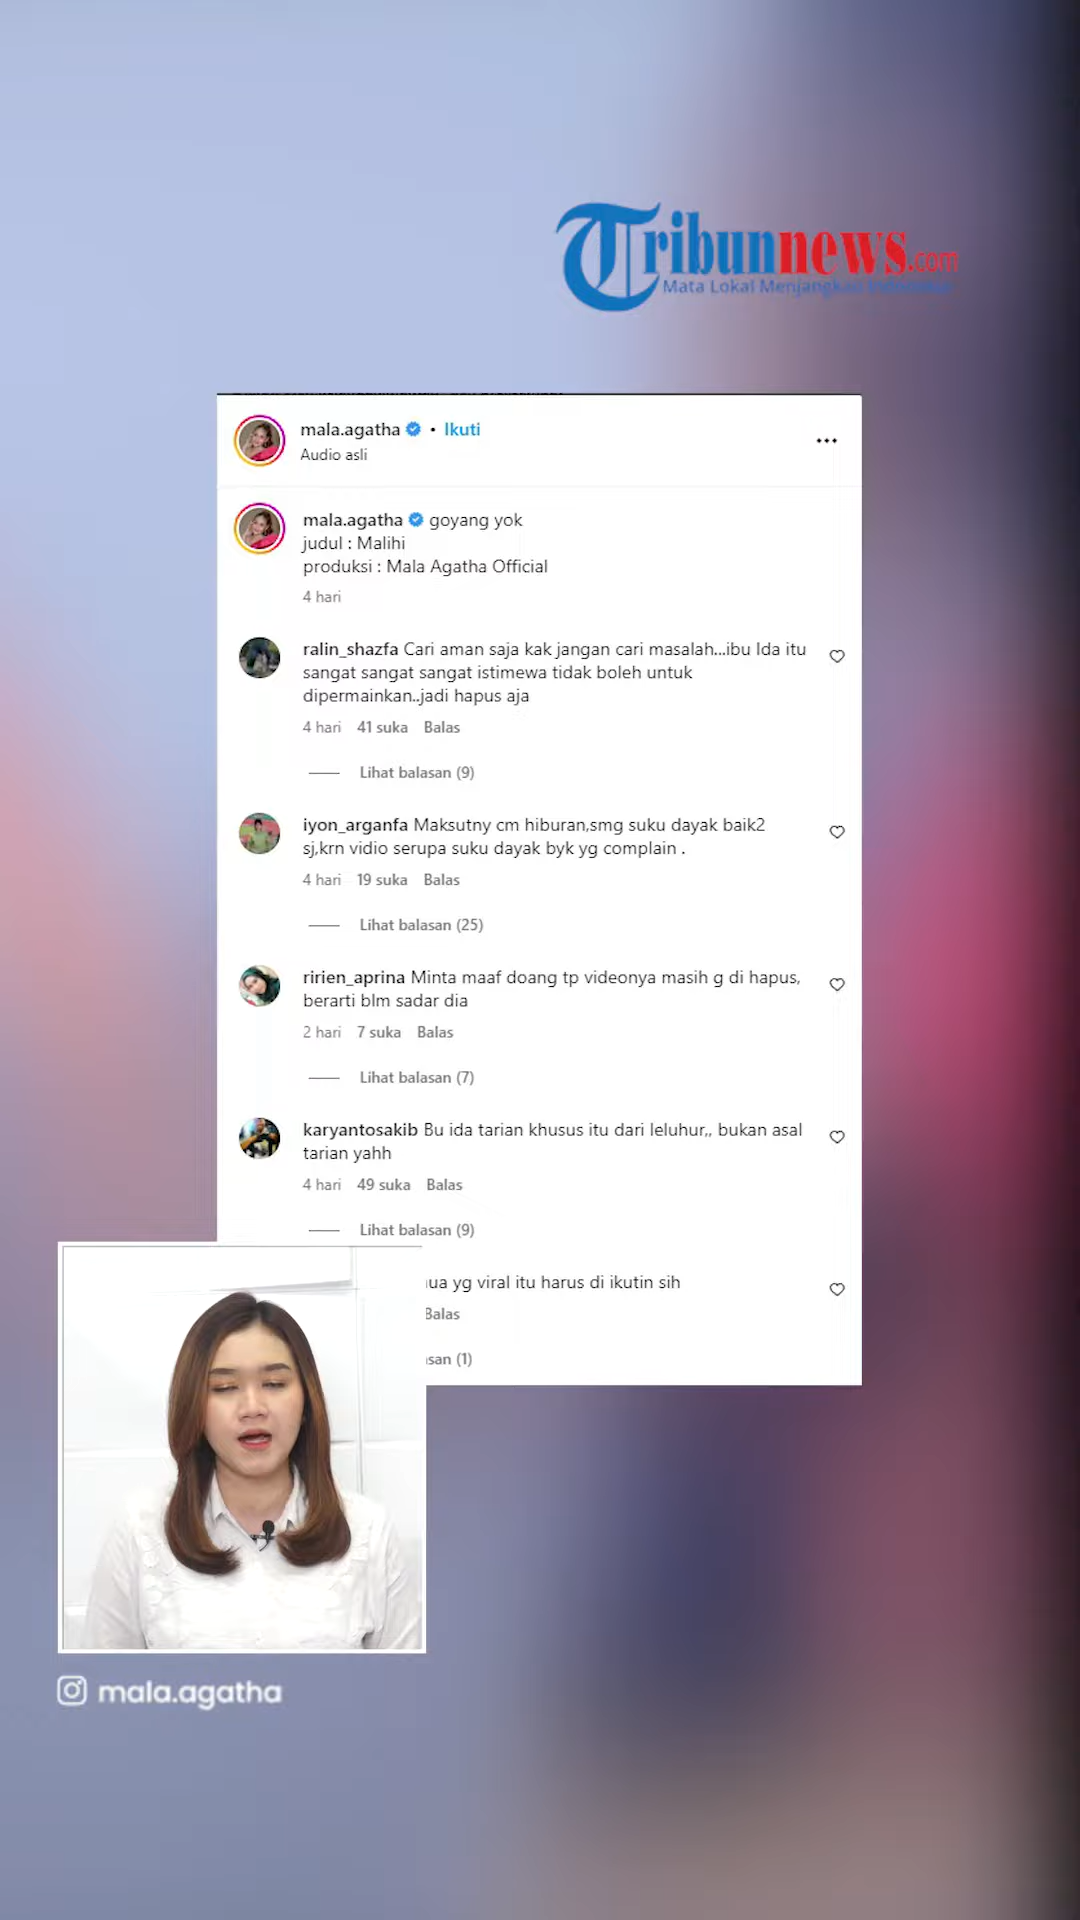 Tribunnews.com
Mata Lokal Menjangkau Indonesia
mala.agatha • Ikuti
Audio asli
mala.agatha goyang yok
judul : Malihi
produksi : Mala Agatha Official
4 hari
ralin_shazfa Cari aman saja kak jangan cari masalah...ibu Ida itu
sangat sangat sangat istimewa tidak boleh untuk
dipermainkan..jadi hapus aja
4 hari 41 suka Balas
Lihat balasan (9)
iyon_arganfa Maksutny cm hiburan,smg suku dayak baik2
sj,krn vidio serupa suku dayak byk yg complain .
4 hari 19 suka Balas
Lihat balasan (25)
ririen_aprina Minta maaf doang tp videonya masih g di hapus,
berarti blm sadar dia
2 hari 7 suka Balas
Lihat balasan (7)
karyantosakib Bu ida tarian khusus itu dari leluhur,, bukan asal
tarian yahh
4 hari 49 suka Balas
Lihat balasan (9)
yg viral itu harus di ikutin sih
Balas
(1)
mala.agatha